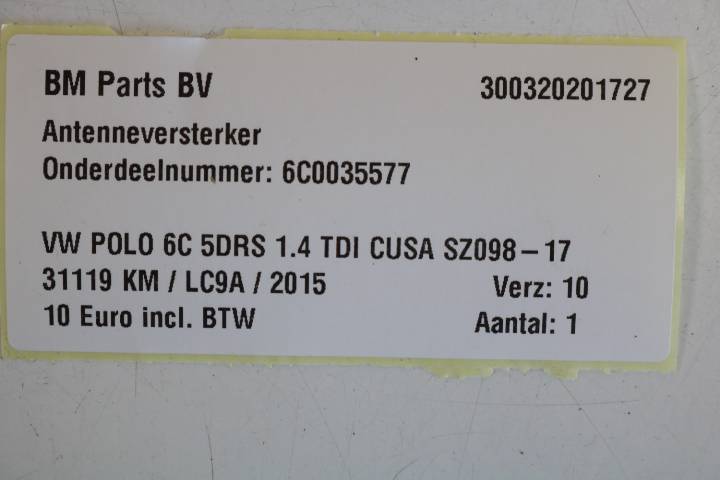 BM Parts BV 300320201727
Antenneversterker
Onderdeelnummer: 6C0035577
VW POLO 6C 5DRS 1.4 TDI CUSA SZ098-17
31119 KM / LC9A / 2015 Verz: 10
10 Euro incl. BTW Aantal: 1